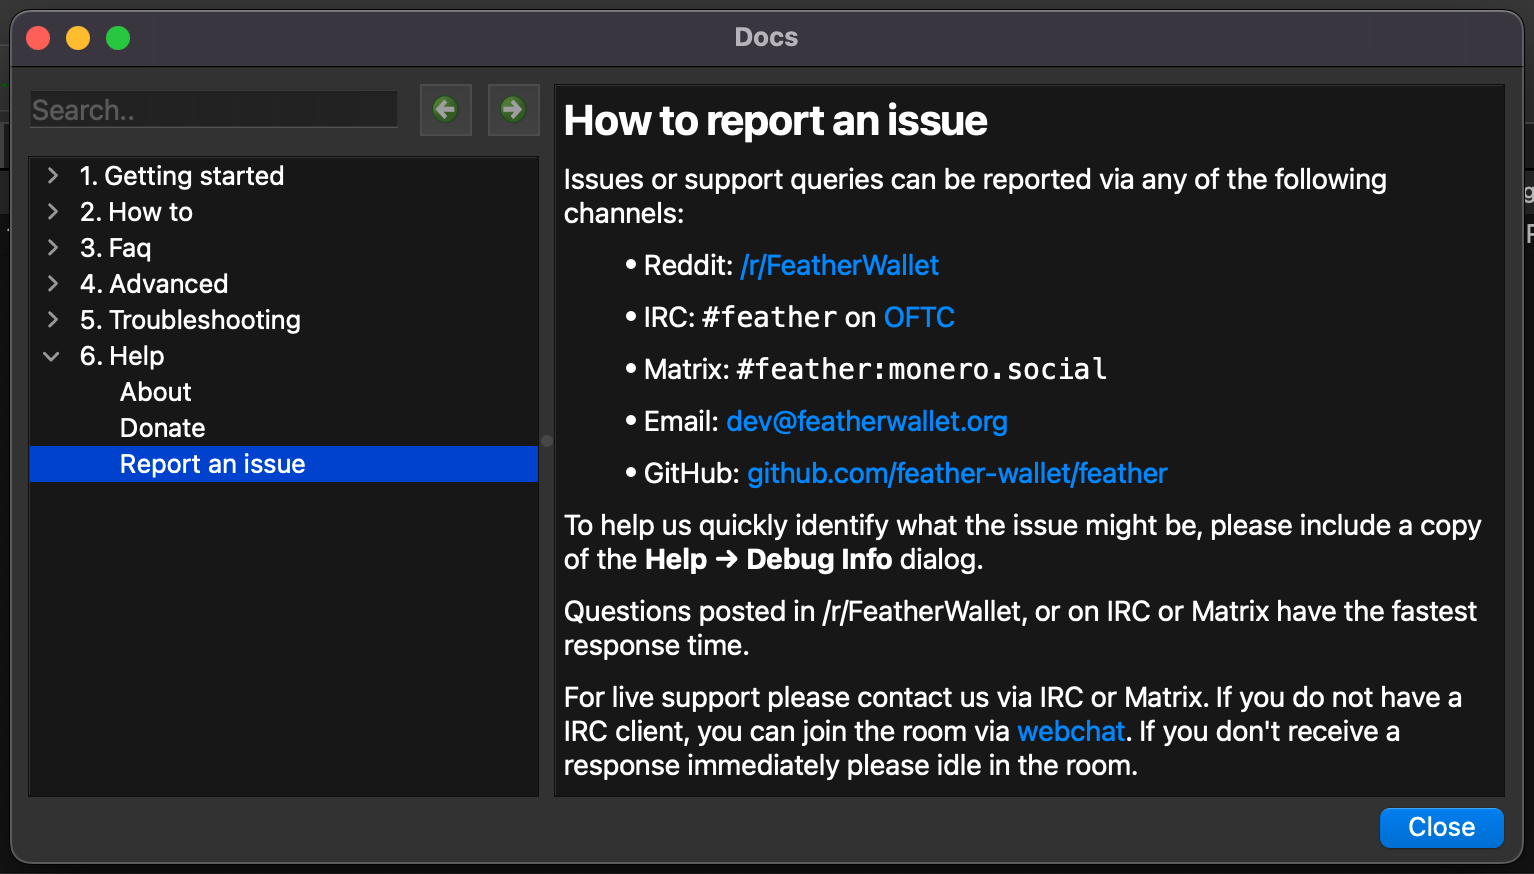 Docs
Search..
1. Getting started
2. How to
3. Faq
4. Advanced
5. Troubleshooting
6. Help
About
Donate
Report an issue
How to report an issue
Issues or support queries can be reported via any of the following
channels:
• Reddit: /r/FeatherWallet
• IRC: #feather on OFTC
• Matrix: #feather:monero.social
• Email: dev@featherwallet.org
• GitHub: github.com/feather-wallet/feather
To help us quickly identify what the issue might be, please include a copy
of the Help → Debug Info dialog.
Questions posted in /r/FeatherWallet, or on IRC or Matrix have the fastest
response time.
For live support please contact us via IRC or Matrix. If you do not have a
IRC client, you can join the room via webchat. If you don't receive a
response immediately please idle in the room.
Close